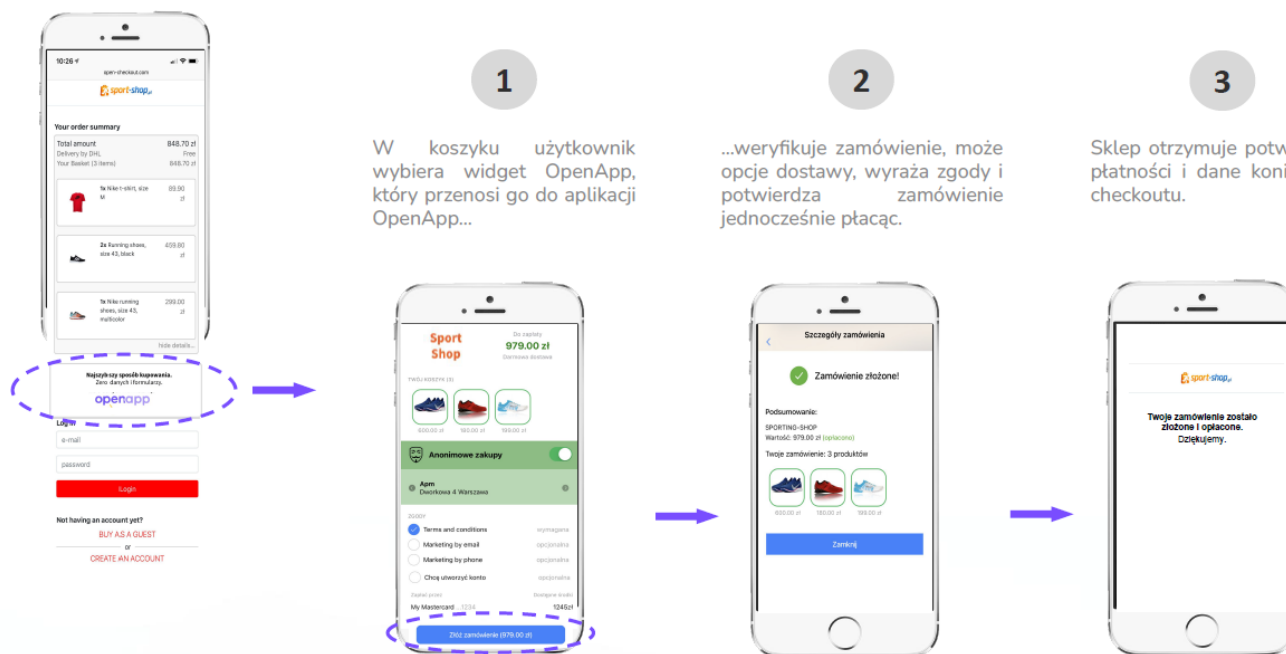 10:26
open-checkout.com
sport-shop.pl
Your order summary
Total amount 848.70 zł
Delivery by DHL Free
Your Basket (3 items) 848.70 zł
1x Nike t-shirt, size M 89.90 zł
2x Running shoes, size 43, black 459.80 zł
1x Nike running shoes, size 43, multicolor 299.00 zł
hide details...
Najszybszy sposób kupowania.
Zero danych i formularzy.
openapp
Log in
e-mail
password
Login
Not having an account yet?
BUY AS A GUEST
or
CREATE AN ACCOUNT
1
W koszyku użytkownik
wybiera widget OpenApp,
który przenosi go do aplikacji
OpenApp...
Sport
Shop
Do zapłaty
979.00 zł
Darmowa dostawa
TWÓJ KOSZYK (3)
600.00 zł 180.00 zł 199.00 zł
Anonimowe zakupy
Apm
Dworkowa 4 Warszawa
ZGODY
Terms and conditions wymagana
Marketing by email opcjonalna
Marketing by phone opcjonalna
Chcę utworzyć konto opcjonalna
Zapłać przez Dostępne środki
My Mastercard ...1234 1245zł
Złóż zamówienie (979.00 zł)
2
...weryfikuje zamówienie, może
opcje dostawy, wyraża zgody i
potwierdza zamówienie
jednocześnie płacąc.
Szczegóły zamówienia
Zamówienie złożone!
Podsumowanie:
SPORTING-SHOP
Wartość: 979.00 zł (opłacono)
Twoje zamówienie: 3 produktów
600.00 zł 180.00 zł 199.00 zł
Zamknij
3
Sklep otrzymuje potw
płatności i dane koni
checkoutu.
sport-shop.pl
Twoje zamówienie zostało
złożone i opłacone.
Dziękujemy.